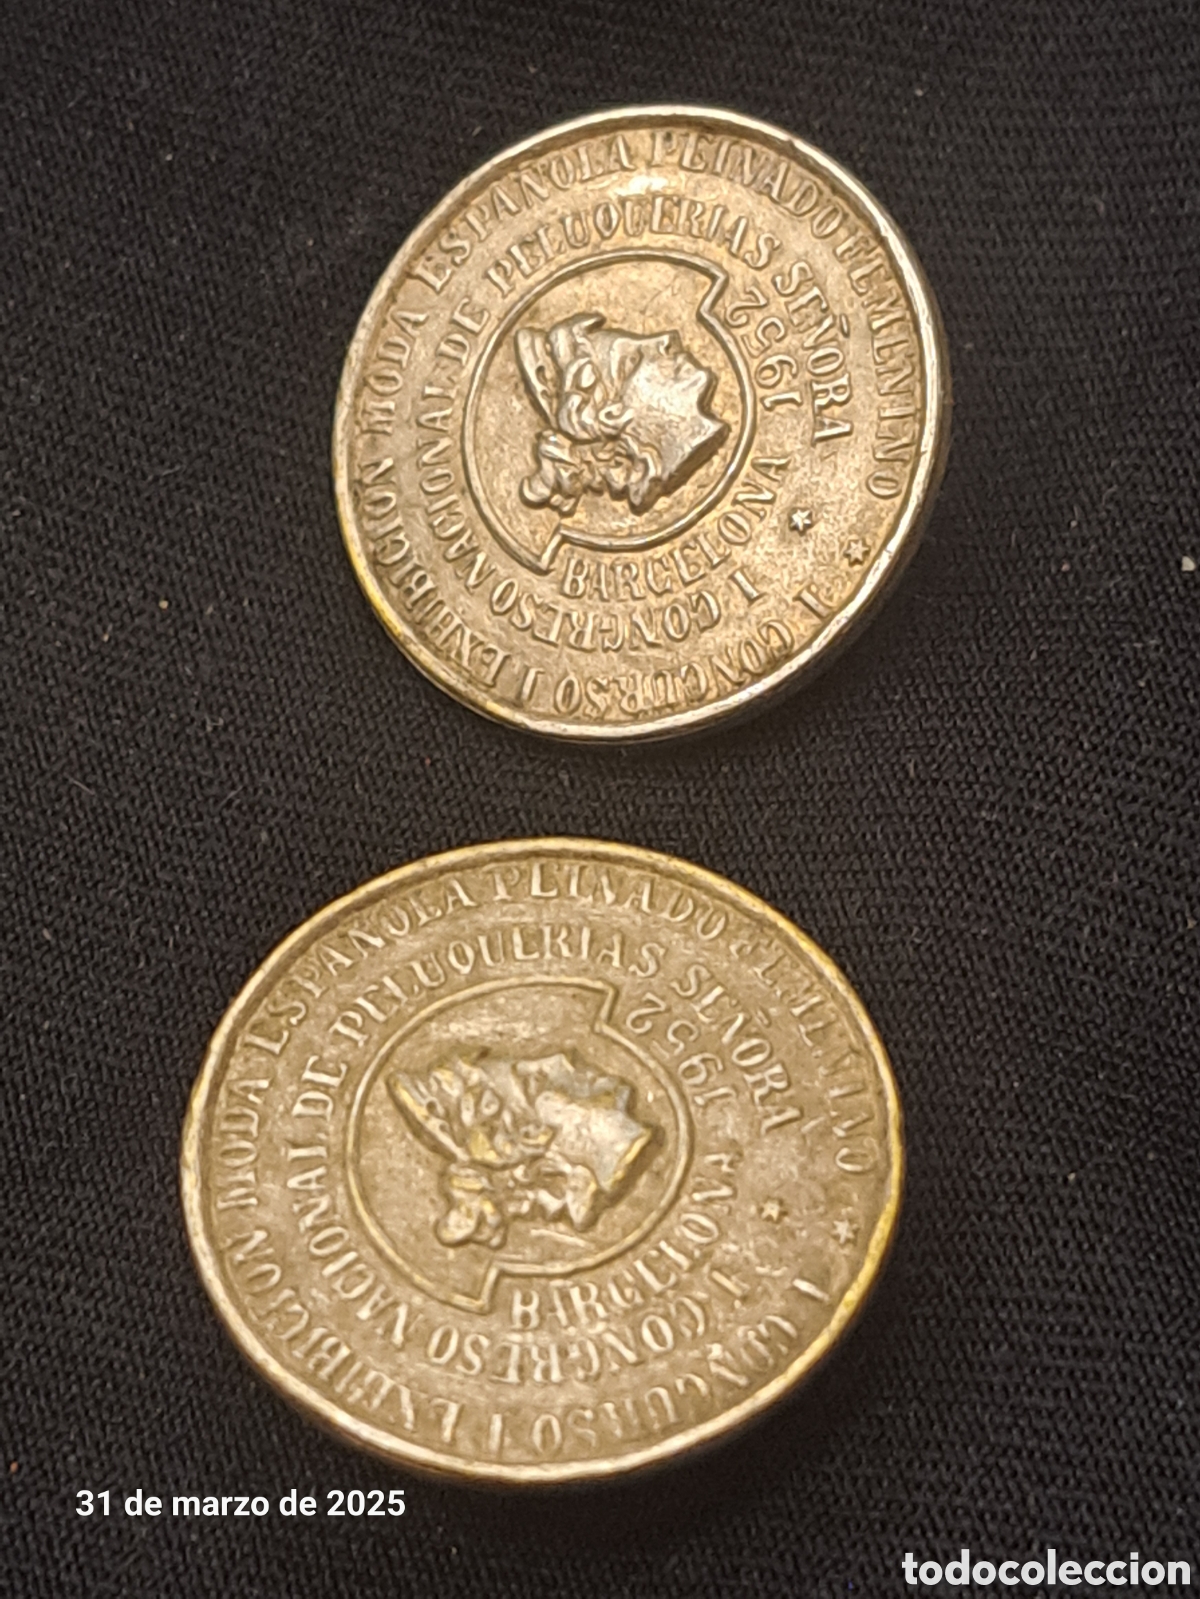 I CONCURSO I EXHIBICION MODA ESPAÑOLA PEINADO FEMENINO
I CONGRESO NACIONAL DE PELUQUERIAS SEÑORA
BARCELONA 1952
I CONCURSO I EXHIBICION MODA ESPAÑOLA PEINADO FEMENINO
I CONGRESO NACIONAL DE PELUQUERIAS SEÑORA
BARCELONA 1952
31 de marzo de 2025
todocoleccion